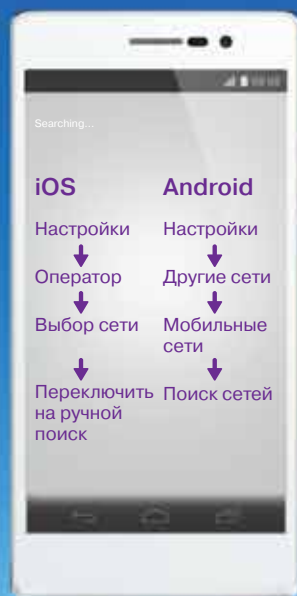 Searching...
iOS
Настройки
Оператор
Выбор сети
Переключить
на ручной
поиск
Android
Настройки
Другие сети
Мобильные
сети
Поиск сетей